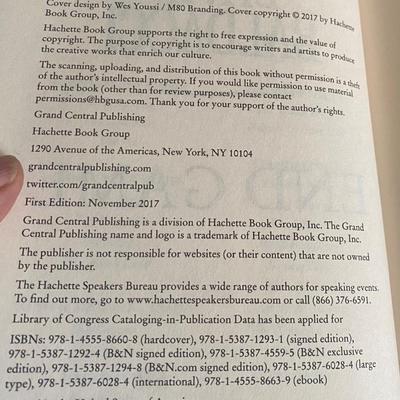 Cover design by Wes Youssi / M80 Branding. Cover copyright © 2017 by Hachette
Book Group, Inc.
Hachette Book Group supports the right to free expression and the value of
copyright. The purpose of copyright is to encourage writers and artists to produce
the creative works that enrich our culture.
The scanning, uploading, and distribution of this book without permission is a theft
of the author's intellectual property. If you would like permission to use material
from the book (other than for review purposes), please contact
permissions@hbgusa.com. Thank you for your support of the author's rights.
Grand Central Publishing
Hachette Book Group
1290 Avenue of the Americas, New York, NY 10104
grandcentralpublishing.com
twitter.com/grandcentralpub
First Edition: November 2017
Grand Central Publishing is a division of Hachette Book Group, Inc. The Grand
Central Publishing name and logo is a trademark of Hachette Book Group, Inc.
The publisher is not responsible for websites (or their content) that are not owned
by the publisher.
The Hachette Speakers Bureau provides a wide range of authors for speaking events.
To find out more, go to www.hachettespeakersbureau.com or call (866) 376-6591.
Library of Congress Cataloging-in-Publication Data has been applied for
ISBNs: 978-1-4555-8660-8 (hardcover), 978-1-5387-1293-1 (signed edition),
978-1-5387-1292-4 (B&N signed edition), 978-1-5387-4559-5 (B&N exclusive
edition), 978-1-5387-1294-8 (B&N.com signed edition), 978-1-5387-6028-4 (large
type), 978-1-5387-6028-4 (international), 978-1-4555-8663-9 (ebook)